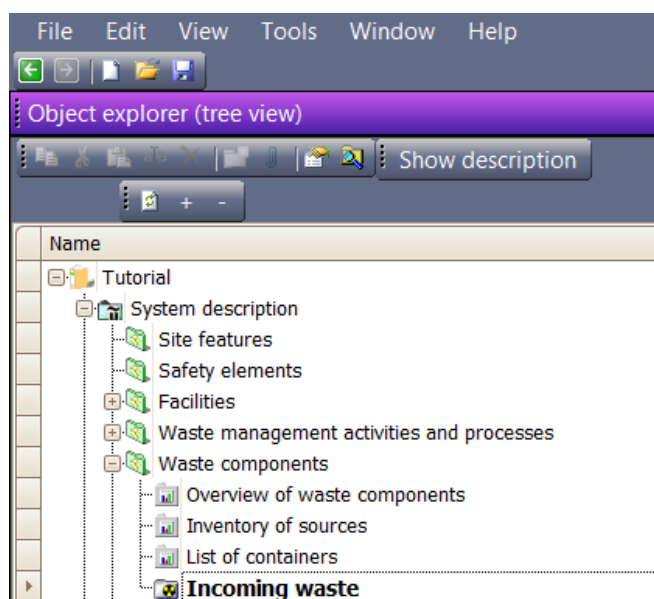 File Edit View Tools Window Help
Object explorer (tree view)
Show description
+ -
Name
Tutorial
System description
Site features
Safety elements
Facilities
Waste management activities and processes
Waste components
Overview of waste components
Inventory of sources
List of containers
Incoming waste